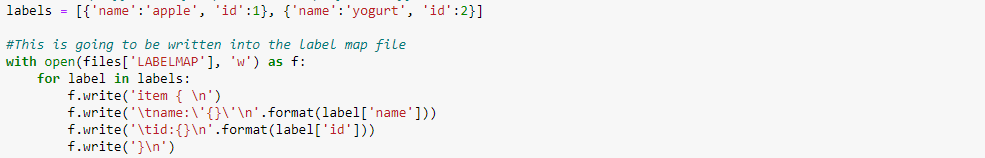 labels = [{'name':'apple', 'id':1}, {'name':'yogurt', 'id':2}]
#This is going to be written into the label map file
with open(files['LABELMAP'], 'w') as f:
    for label in labels:
        f.write('item { \n')
        f.write('\tname:\'{}\'\n'.format(label['name']))
        f.write('\tid:{}\n'.format(label['id']))
        f.write('}\n')